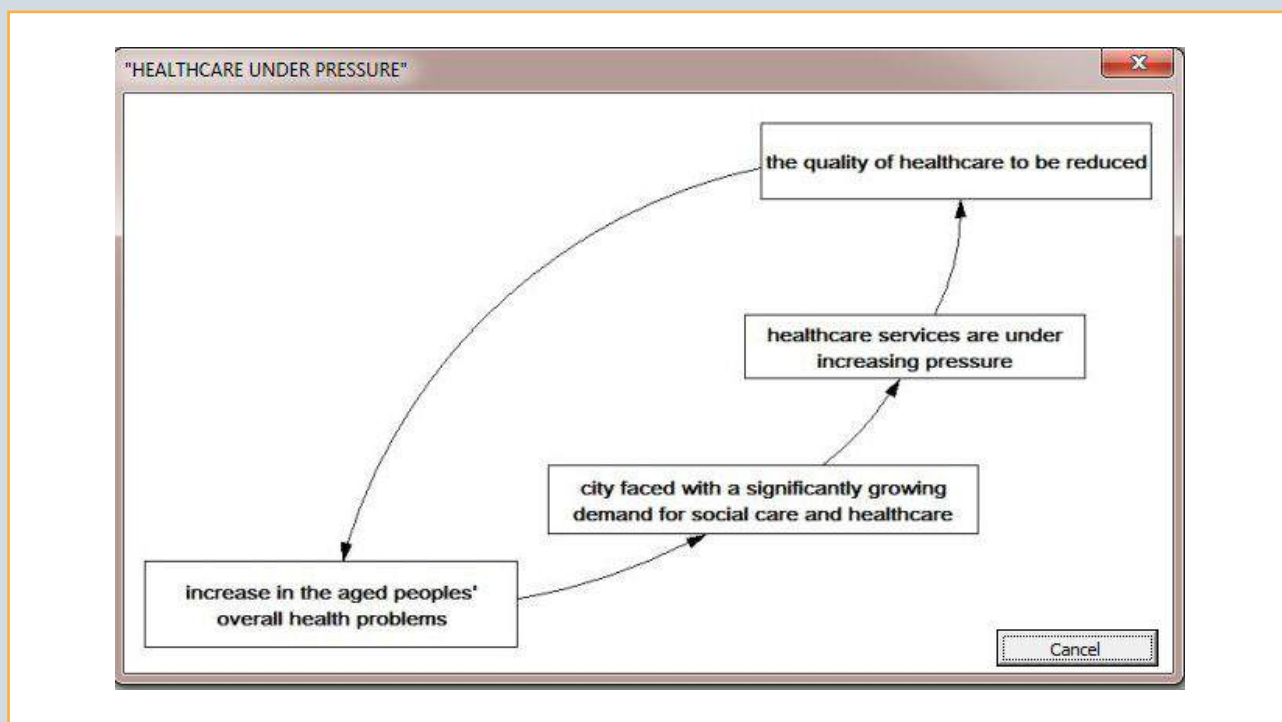 "HEALTHCARE UNDER PRESSURE"
the quality of healthcare to be reduced
healthcare services are under
increasing pressure
city faced with a significantly growing
demand for social care and healthcare
increase in the aged peoples'
overall health problems
Cancel